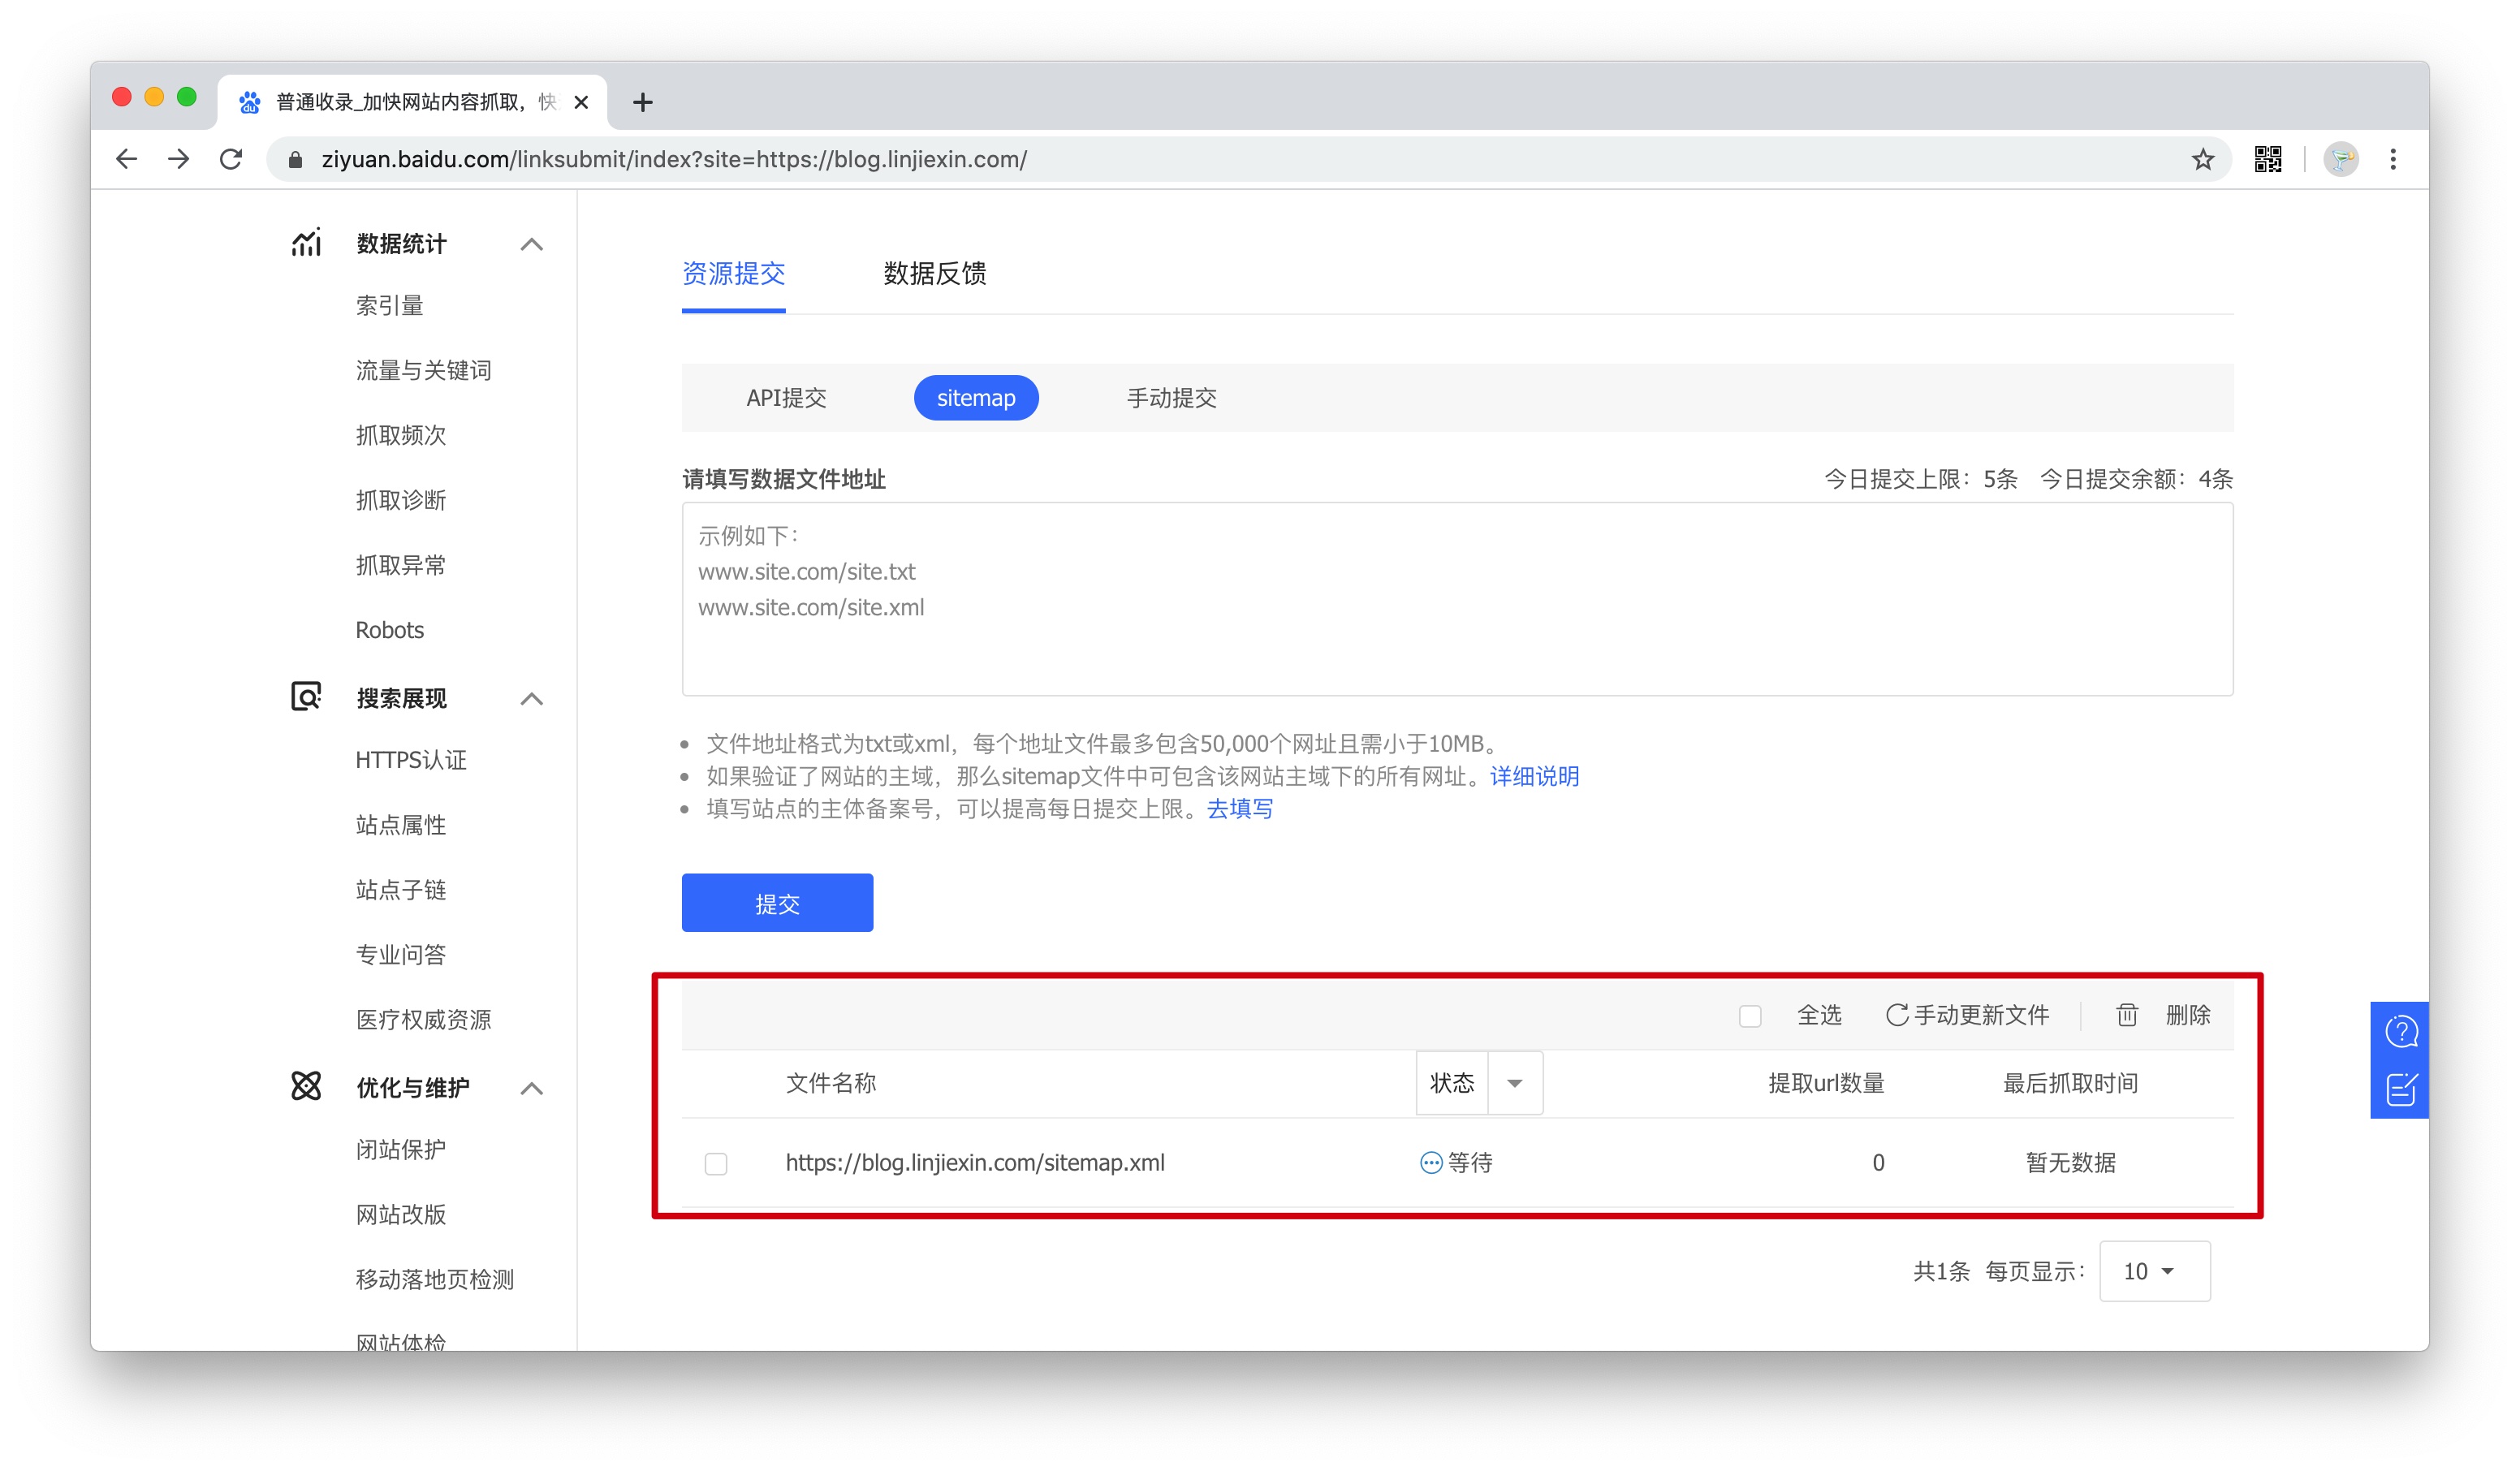 普通收录_加快网站内容抓取，快
ziyuan.baidu.com/linksubmit/index?site=https://blog.linjiexin.com/
数据统计
索引量
流量与关键词
抓取频次
抓取诊断
抓取异常
Robots
搜索展现
HTTPS认证
站点属性
站点子链
专业问答
医疗权威资源
优化与维护
闭站保护
网站改版
移动落地页检测
网站体检
资源提交 数据反馈
API提交 sitemap 手动提交
请填写数据文件地址 今日提交上限：5条 今日提交余额：4条
示例如下：
www.site.com/site.txt
www.site.com/site.xml
文件地址格式为txt或xml，每个地址文件最多包含50,000个网址且需小于10MB。
如果验证了网站的主域，那么sitemap文件中可包含该网站主域下的所有网址。详细说明
填写站点的主体备案号，可以提高每日提交上限。去填写
提交
全选 手动更新文件 删除
文件名称 状态 提取url数量 最后抓取时间
https://blog.linjiexin.com/sitemap.xml 等待 0 暂无数据
共1条 每页显示： 10